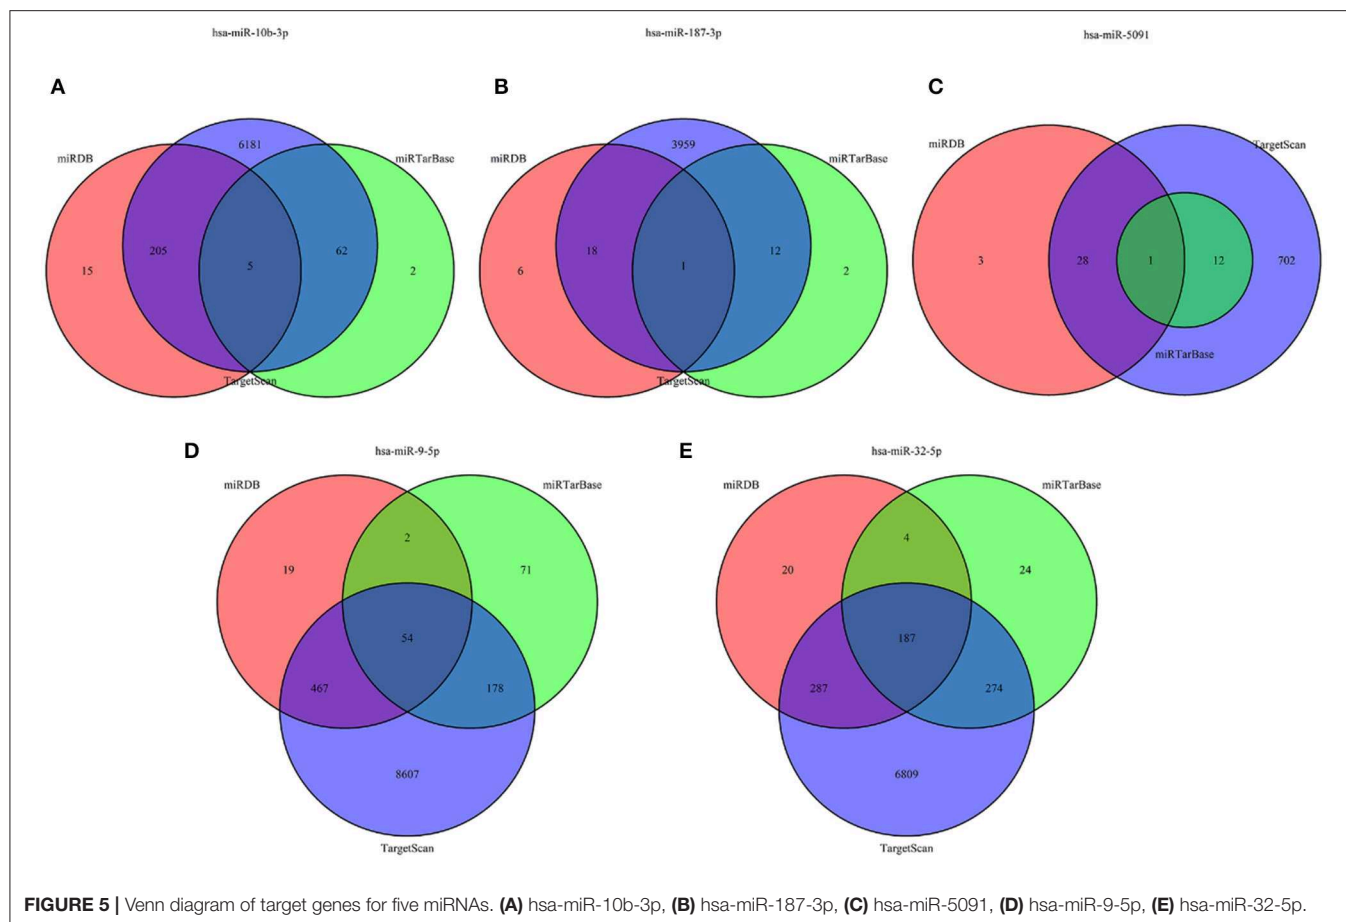 hsa-miR-10b-3p
hsa-miR-187-3p
hsa-miR-5091
A
B
C
6181
miRDB
miRTarBase
205
62
15
5
2
TargetScan
3959
miRDB
miRTarBase
18
12
6
1
2
TargetScan
miRDB
TargetScan
3
28
1
12
702
miRTarBase
D
hsa-miR-9-5p
E
hsa-miR-32-5p
miRDB
miRTarBase
2
19
71
54
467
178
8607
TargetScan
miRDB
miRTarBase
4
20
24
187
287
274
6809
TargetScan
FIGURE 5 | Venn diagram of target genes for five miRNAs. (A) hsa-miR-10b-3p, (B) hsa-miR-187-3p, (C) hsa-miR-5091, (D) hsa-miR-9-5p, (E) hsa-miR-32-5p.